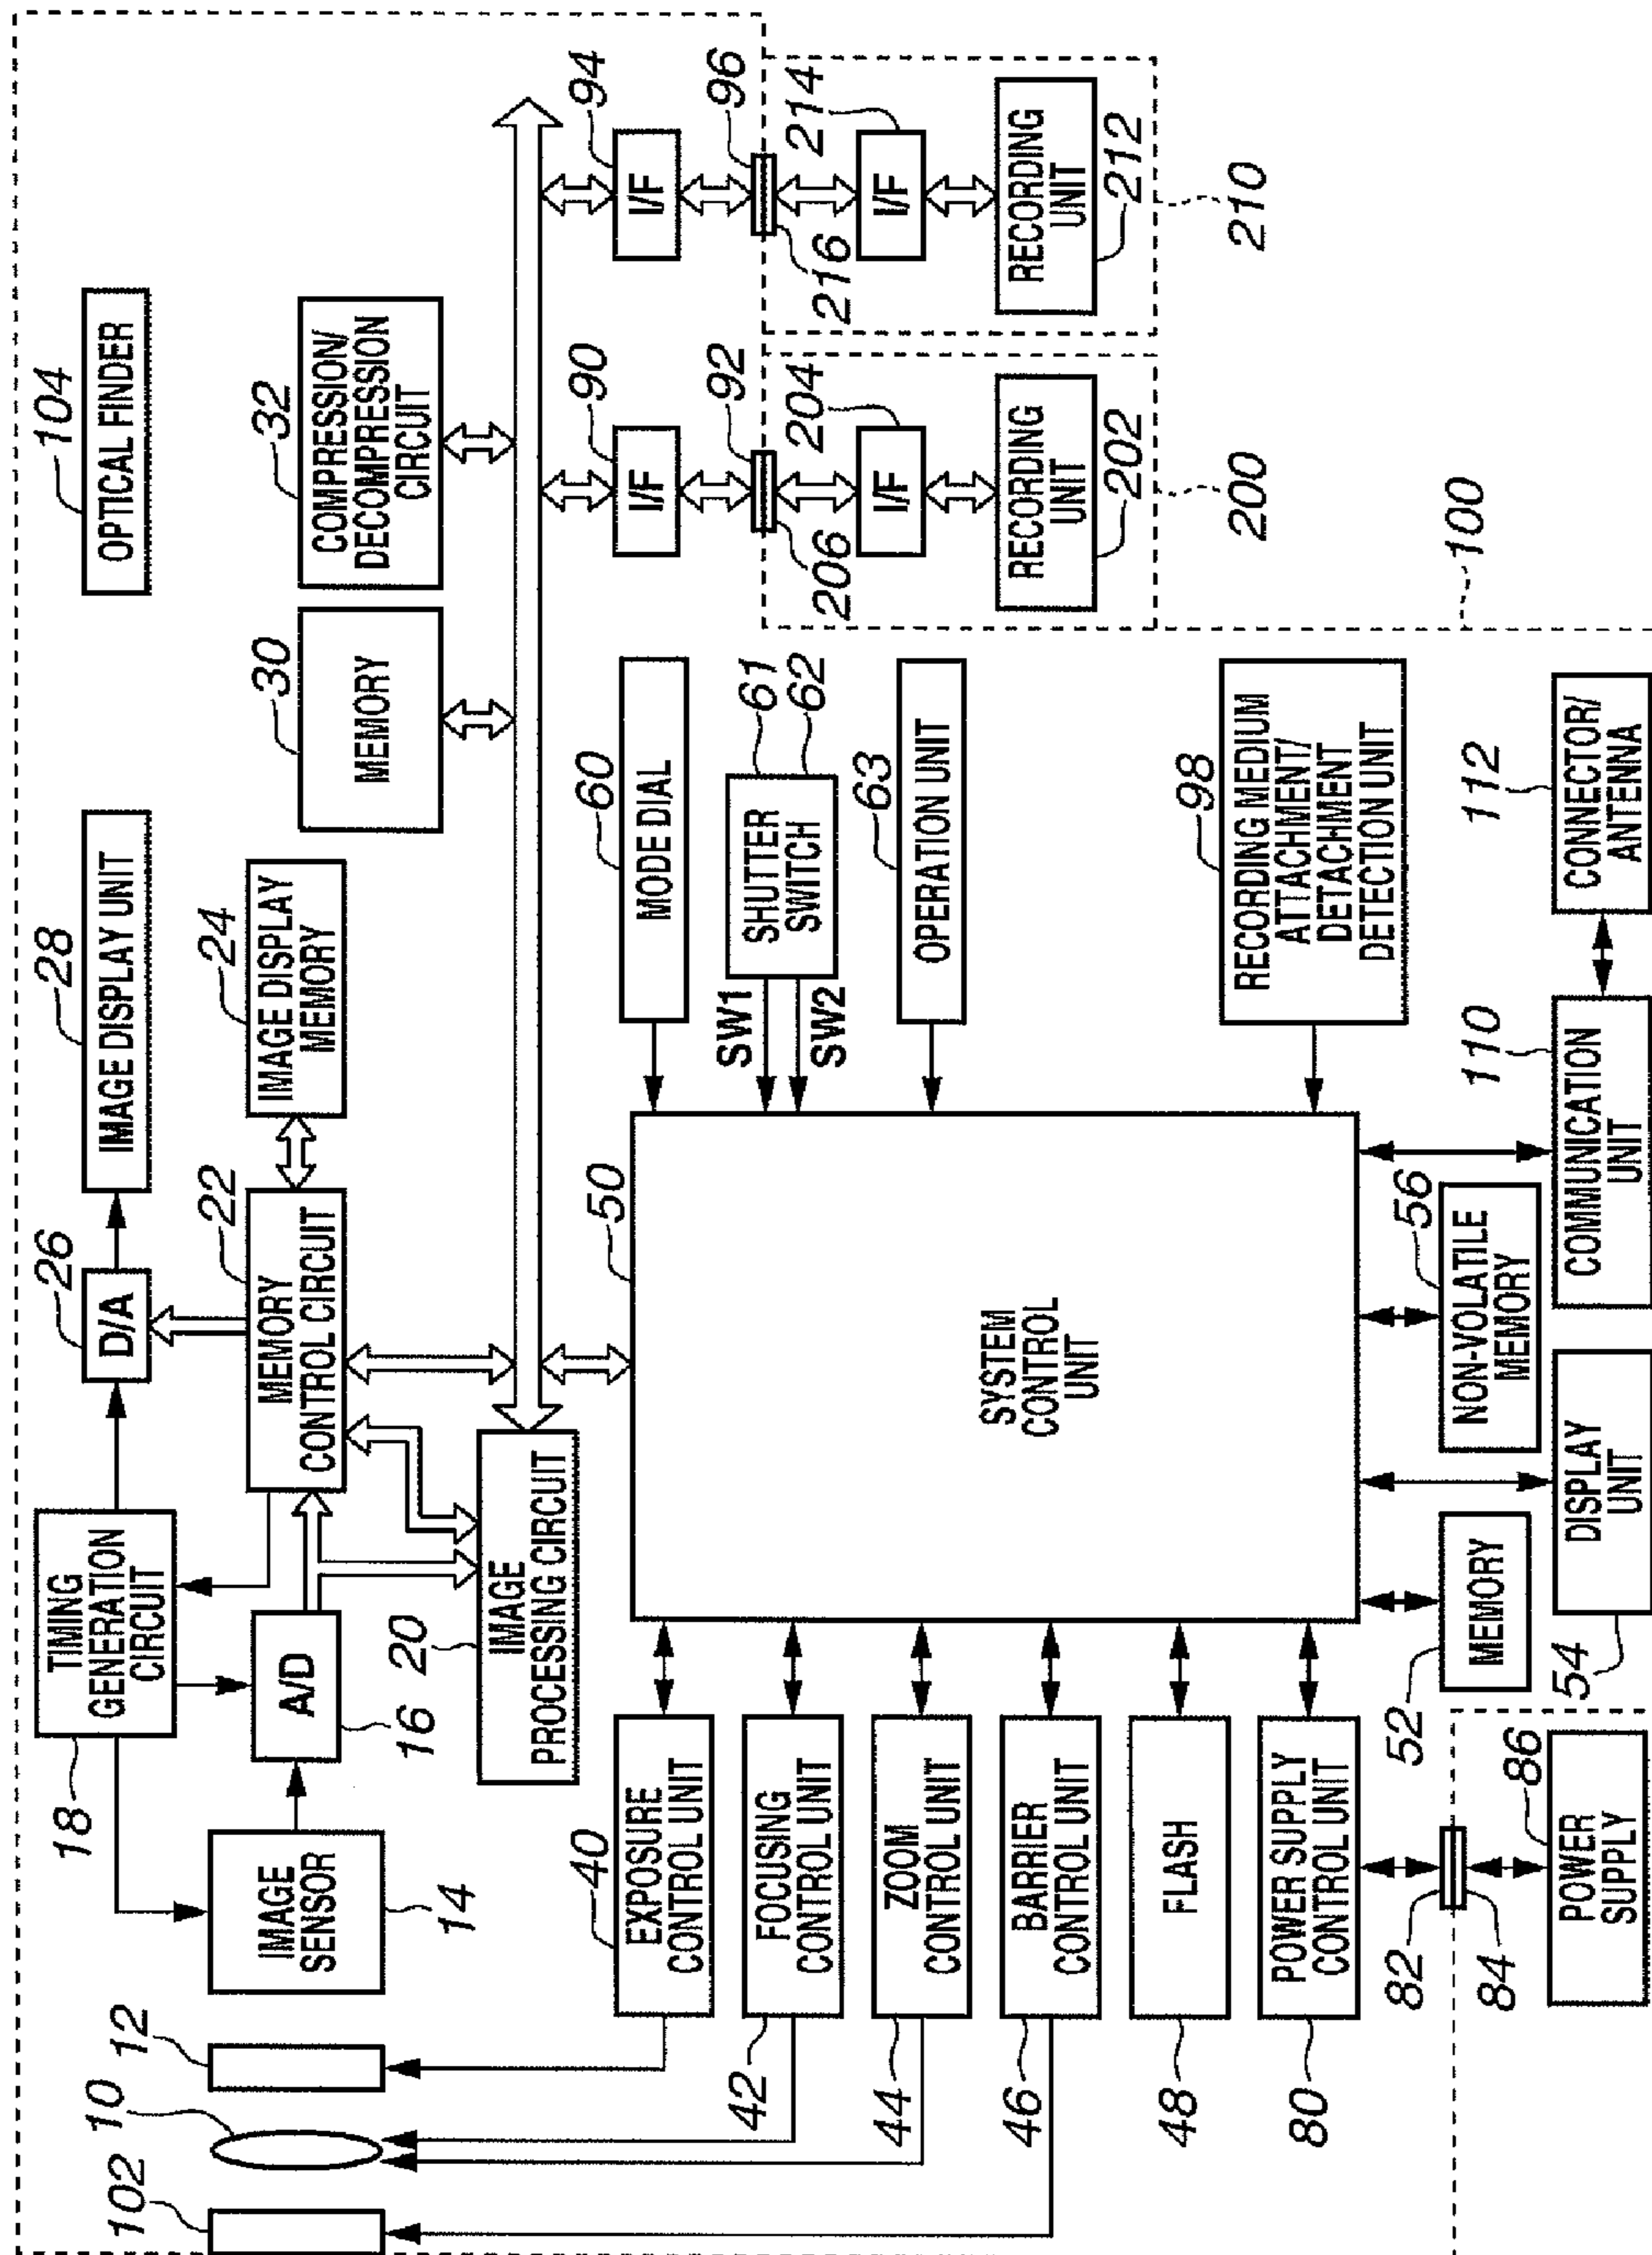 18
TIMING
GENERATION
CIRCUIT
26
D/A
28
IMAGE DISPLAY UNIT
104
OPTICAL FINDER
102
10
12
IMAGE
SENSOR
14
A/D
16
22
MEMORY
CONTROL CIRCUIT
24
IMAGE DISPLAY
MEMORY
30
MEMORY
32
COMPRESSION/
DECOMPRESSION
CIRCUIT
20
IMAGE
PROCESSING CIRCUIT
90
I/F
94
I/F
92
96
206
216
204
I/F
214
I/F
RECORDING
UNIT
202
RECORDING
UNIT
212
200
210
100
40
EXPOSURE
CONTROL UNIT
42
FOCUSING
CONTROL UNIT
44
ZOOM
CONTROL UNIT
46
BARRIER
CONTROL UNIT
48
FLASH
80
POWER SUPPLY
CONTROL UNIT
50
SYSTEM
CONTROL
UNIT
60
MODE DIAL
SW1
SW2
SHUTTER
SWITCH
61
62
63
OPERATION UNIT
98
RECORDING MEDIUM
ATTACHMENT/
DETACHMENT
DETECTION UNIT
82
84
86
POWER
SUPPLY
52
MEMORY
54
DISPLAY
UNIT
56
NON-VOLATILE
MEMORY
110
COMMUNICATION
UNIT
112
CONNECTOR/
ANTENNA